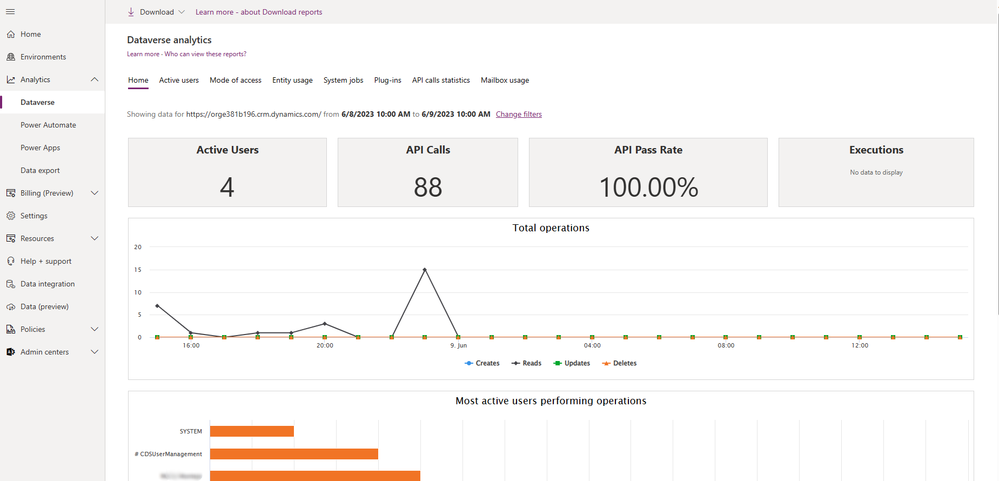 Download
Learn more - about Download reports
Home
Environments
Analytics
Dataverse
Power Automate
Power Apps
Data export
Billing (Preview)
Settings
Resources
Help + support
Data integration
Data (preview)
Policies
Admin centers
Dataverse analytics
Learn more · Who can view these reports?
Home Active users Mode of access Entity usage System jobs Plug-ins API calls statistics Mailbox usage
Showing data for https://orge381b196.crm.dynamics.com/ from 6/8/2023 10:00 AM to 6/9/2023 10:00 AM Change filters
Active Users
4
API Calls
88
API Pass Rate
100.00%
Executions
No data to display
Total operations
20
15
10
5
0
16:00 20:00 9. Jun 04:00 08:00 12:00
Creates Reads Updates Deletes
Most active users performing operations
SYSTEM
# CDSUserManagement